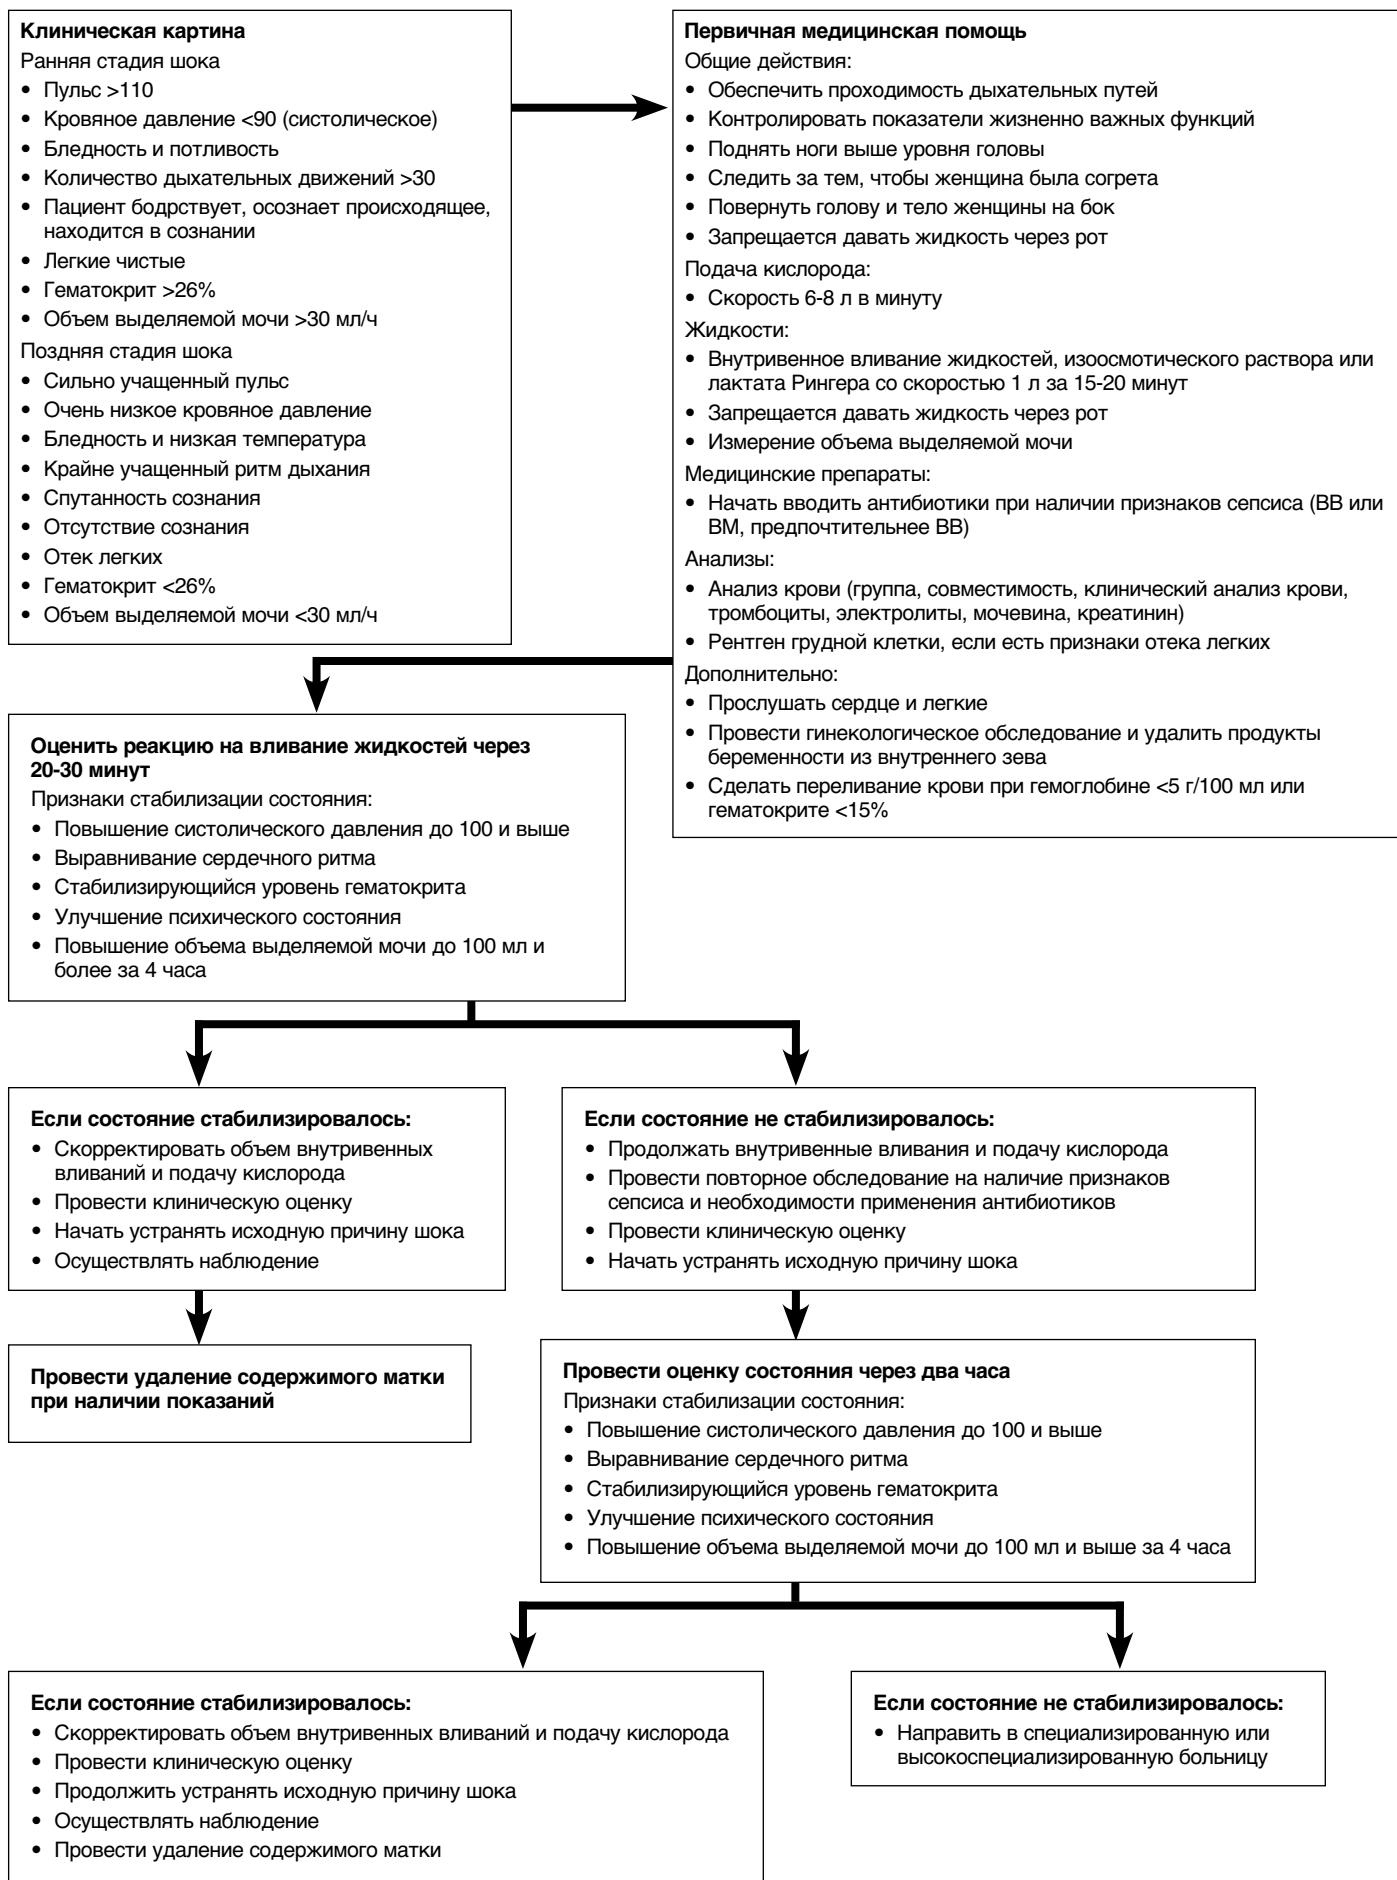 Клиническая картина
Ранняя стадия шока
• Пульс >110
• Кровяное давление <90 (систолическое)
• Бледность и потливость
• Количество дыхательных движений >30
• Пациент бодрствует, осознает происходящее,
находится в сознании
• Легкие чистые
• Гематокрит >26%
• Объем выделяемой мочи >30 мл/ч
Поздняя стадия шока
• Сильно учащенный пульс
• Очень низкое кровяное давление
• Бледность и низкая температура
• Крайне учащенный ритм дыхания
• Спутанность сознания
• Отсутствие сознания
• Отек легких
• Гематокрит <26%
• Объем выделяемой мочи <30 мл/ч
Первичная медицинская помощь
Общие действия:
• Обеспечить проходимость дыхательных путей
• Контролировать показатели жизненно важных функций
• Поднять ноги выше уровня головы
• Следить за тем, чтобы женщина была согрета
• Повернуть голову и тело женщины на бок
• Запрещается давать жидкость через рот
Подача кислорода:
• Скорость 6-8 л в минуту
Жидкости:
• Внутривенное вливание жидкостей, изоосмотического раствора или
лактата Рингера со скоростью 1 л за 15-20 минут
• Запрещается давать жидкость через рот
• Измерение объема выделяемой мочи
Медицинские препараты:
• Начать вводить антибиотики при наличии признаков сепсиса (ВВ или
ВМ, предпочтительнее ВВ)
Анализы:
• Анализ крови (группа, совместимость, клинический анализ крови,
тромбоциты, электролиты, мочевина, креатинин)
• Рентген грудной клетки, если есть признаки отека легких
Дополнительно:
• Прослушать сердце и легкие
• Провести гинекологическое обследование и удалить продукты
беременности из внутреннего зева
• Сделать переливание крови при гемоглобине <5 г/100 мл или
гематокрите <15%
Оценить реакцию на вливание жидкостей через
20-30 минут
Признаки стабилизации состояния:
• Повышение систолического давления до 100 и выше
• Выравнивание сердечного ритма
• Стабилизирующийся уровень гематокрита
• Улучшение психического состояния
• Повышение объема выделяемой мочи до 100 мл и
более за 4 часа
Если состояние стабилизировалось:
• Скорректировать объем внутривенных
вливаний и подачу кислорода
• Провести клиническую оценку
• Начать устранять исходную причину шока
• Осуществлять наблюдение
Если состояние не стабилизировалось:
• Продолжать внутривенные вливания и подачу кислорода
• Провести повторное обследование на наличие признаков
сепсиса и необходимости применения антибиотиков
• Провести клиническую оценку
• Начать устранять исходную причину шока
Провести удаление содержимого матки
при наличии показаний
Провести оценку состояния через два часа
Признаки стабилизации состояния:
• Повышение систолического давления до 100 и выше
• Выравнивание сердечного ритма
• Стабилизирующийся уровень гематокрита
• Улучшение психического состояния
• Повышение объема выделяемой мочи до 100 мл и выше за 4 часа
Если состояние стабилизировалось:
• Скорректировать объем внутривенных вливаний и подачу кислорода
• Провести клиническую оценку
• Продолжить устранять исходную причину шока
• Осуществлять наблюдение
• Провести удаление содержимого матки
Если состояние не стабилизировалось:
• Направить в специализированную или
высокоспециализированную больницу